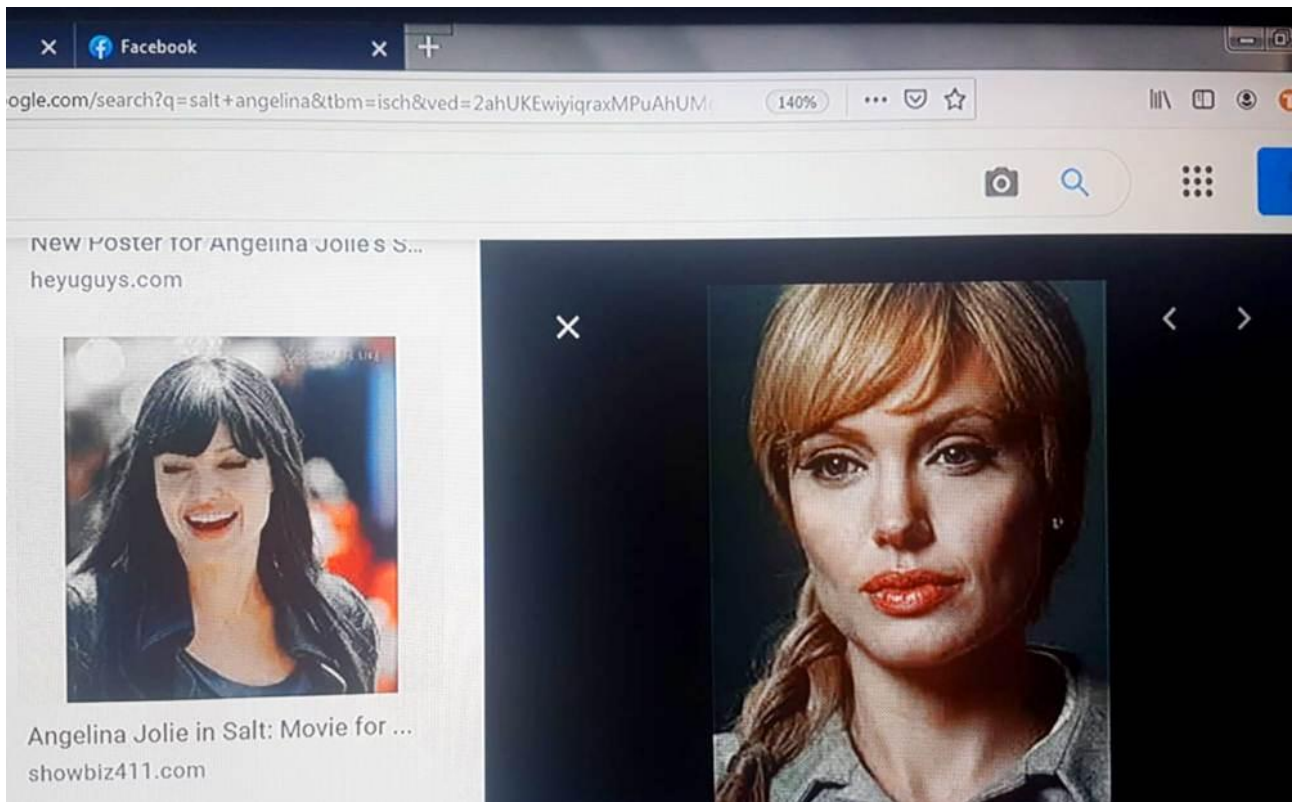 Facebook
ogle.com/search?q=salt+angelina&tbm=isch&ved=2ahUKEwiyiqraxMPuAhUM
140%
New Poster for Angelina Jolie's S...
heyuguys.com
Angelina Jolie in Salt: Movie for ...
showbiz411.com